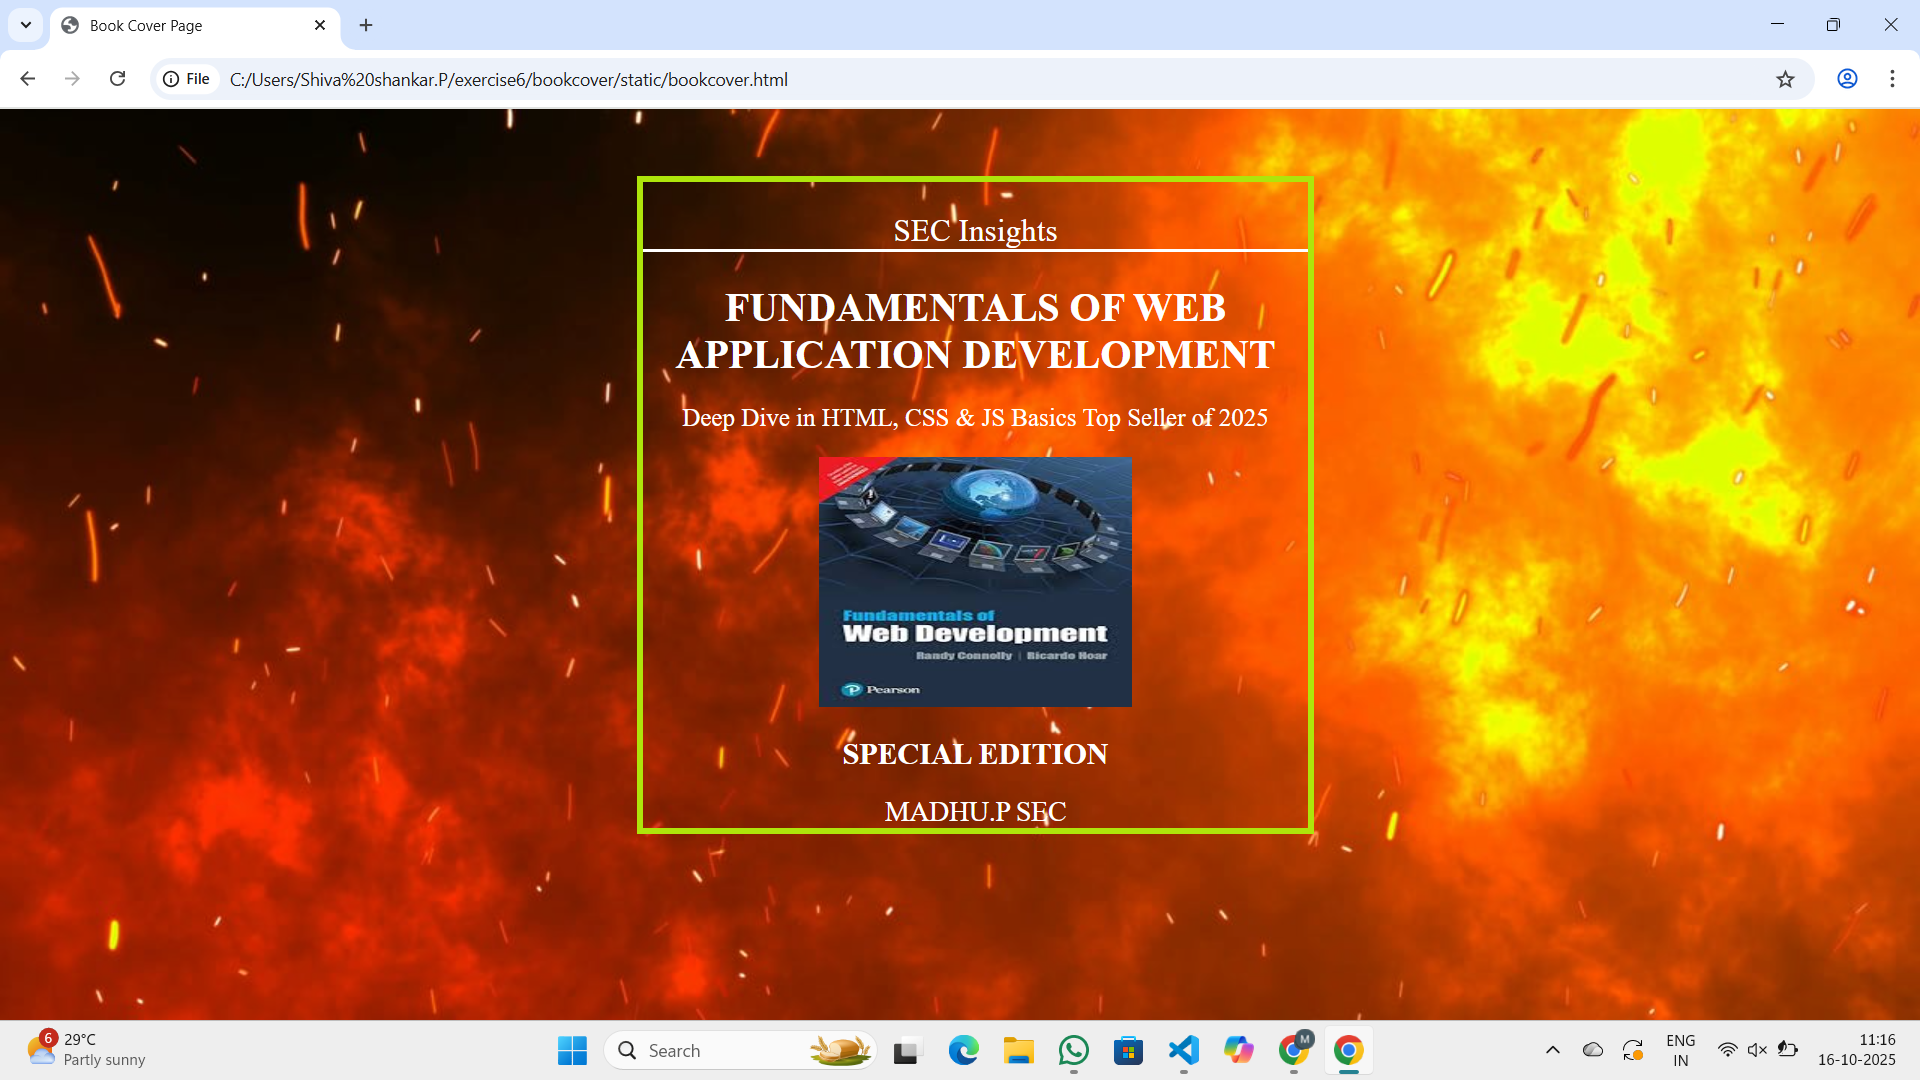 Book Cover Page
File
C:/Users/Shiva%20shankar.P/exercise6/bookcover/static/bookcover.html
SEC Insights
FUNDAMENTALS OF WEB
APPLICATION DEVELOPMENT
Deep Dive in HTML, CSS & JS Basics Top Seller of 2025
Fundamentals of
Web Development
Randy Connolly | Ricardo Hoar
Pearson
SPECIAL EDITION
MADHU.P SEC
6
29°C
Partly sunny
Search
M
ENG
IN
11:16
16-10-2025